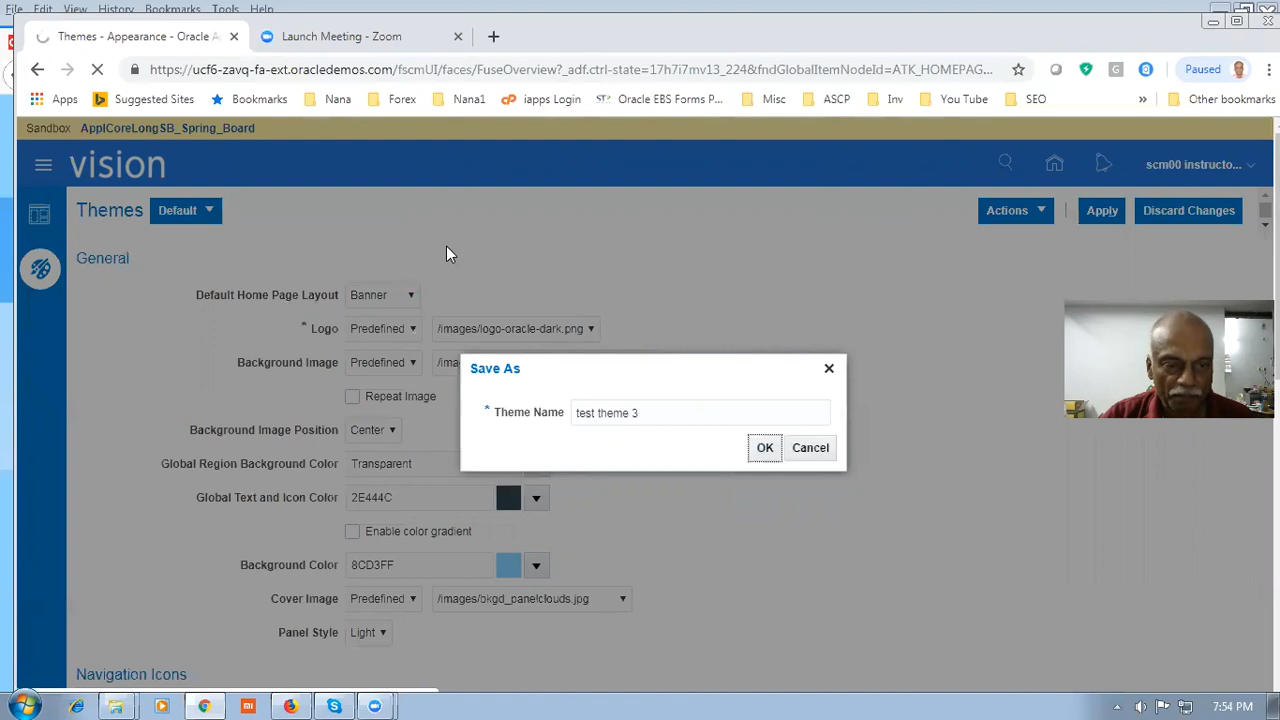 File Edit View History Bookmarks Tools Help
Themes - Appearance - Oracle A
Launch Meeting - Zoom
https://ucf6-zavq-fa-ext.oracledemos.com/fscmUI/faces/FuseOverview?_adf.ctrl-state=17h7i7mv13_224&fndGlobalItemNodeId=ATK_HOMEPAG... Paused
Apps Suggested Sites Bookmarks Nana Forex Nana1 iapps Login Oracle EBS Forms P... Misc ASCP Inv You Tube SEO » Other bookmarks
Sandbox ApplCoreLongSB_Spring_Board
vision scm00 instructo...
Themes Default Actions Apply Discard Changes
General
Default Home Page Layout Banner
* Logo Predefined /images/logo-oracle-dark.png
Background Image Predefined /ima
Repeat Image
Save As
* Theme Name test theme 3
OK Cancel
Background Image Position Center
Global Region Background Color Transparent
Global Text and Icon Color 2E444C
Enable color gradient
Background Color 8CD3FF
Cover Image Predefined /images/bkgd_panelclouds.jpg
Panel Style Light
Navigation Icons
7:54 PM